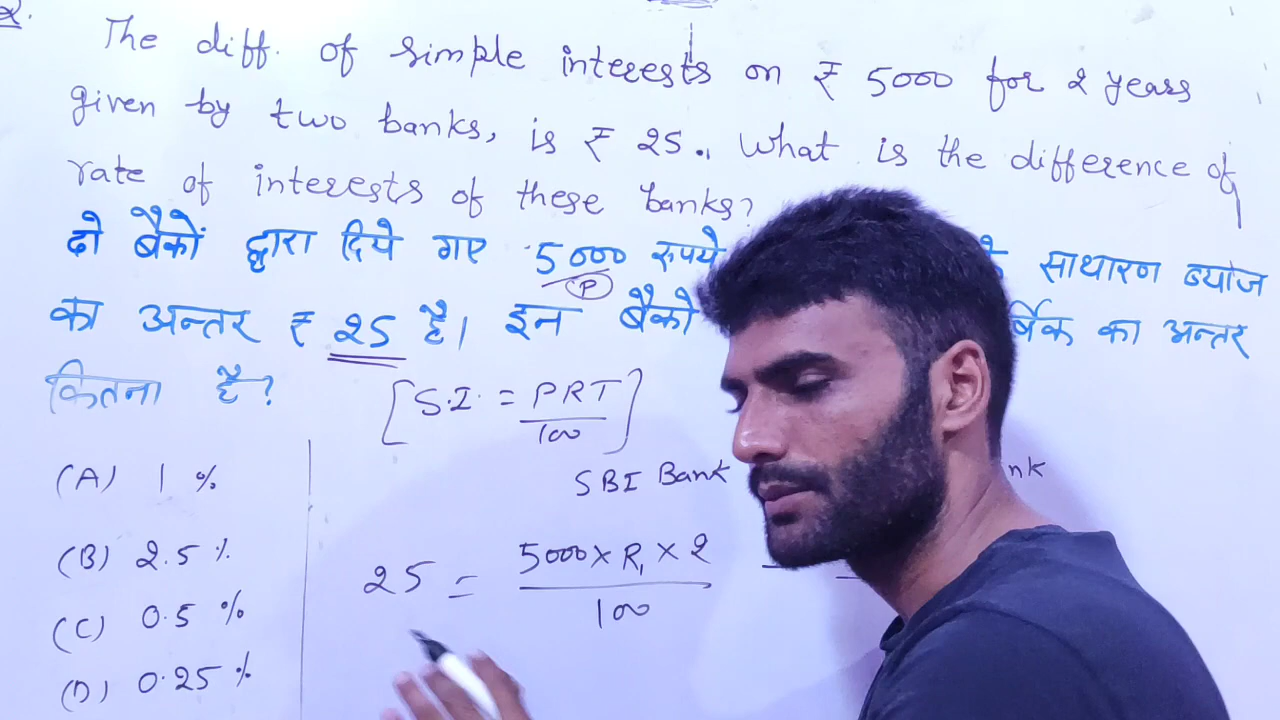 2. The diff. of simple interests on ₹ 5000 for 2 years
given by two banks, is ₹ 25. What is the difference of
rate of interests of these banks?
दो बैकों द्वारा दिये गए 5000 रुपये साधारण ब्याज
P
का अन्तर ₹ 25 है। इन बैको का अन्तर
कितना है?
[S.I. = PRT/100]
SBI Bank
(A) 1 %
(B) 2.5 %
25 = 5000 × R₁ × 2 / 100 -
(C) 0.5 %
(D) 0.25 %